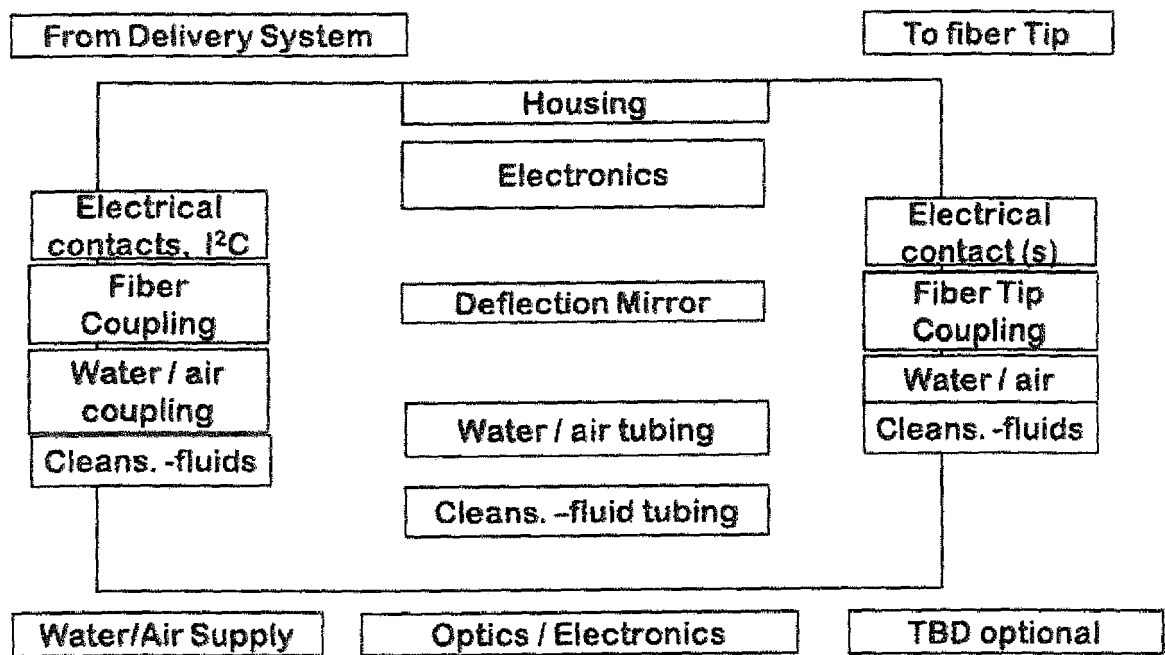 From Delivery System
To fiber Tip
Housing
Electronics
Electrical
contacts, I²C
Fiber
Coupling
Water / air
coupling
Cleans. -fluids
Deflection Mirror
Water / air tubing
Cleans. –fluid tubing
Electrical
contact (s)
Fiber Tip
Coupling
Water / air
Cleans. -fluids
Water/Air Supply
Optics / Electronics
TBD optional